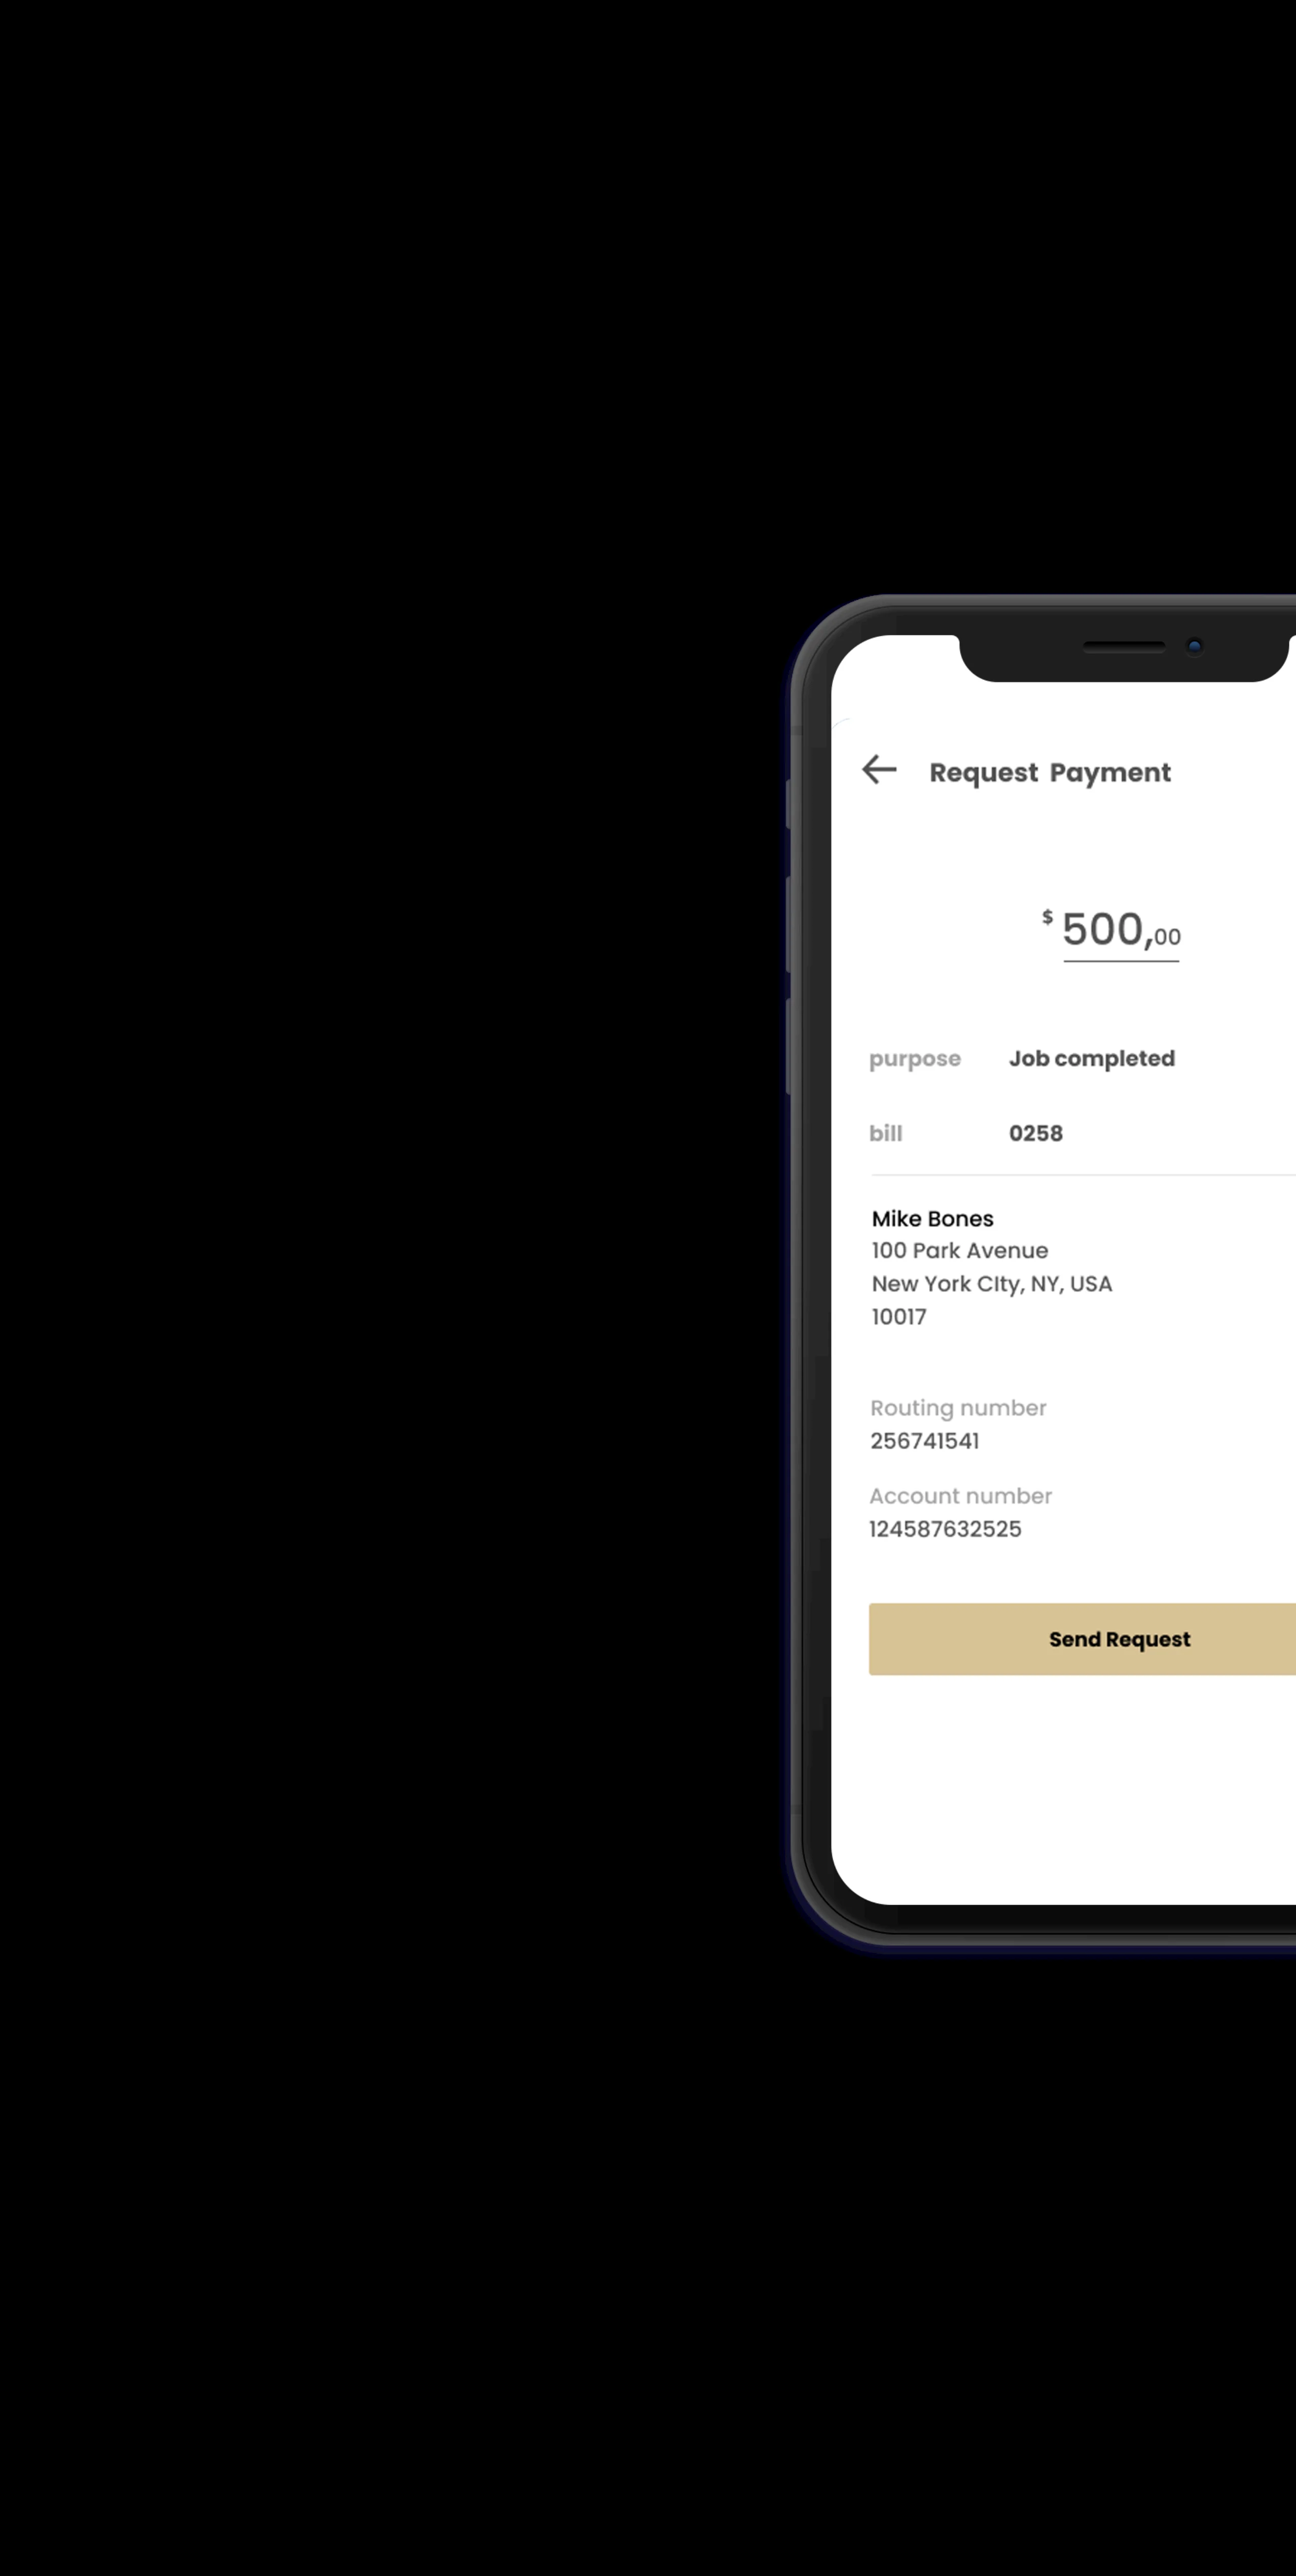 Request Payment
$ 500,00
purpose Job completed
bill 0258
Mike Bones
100 Park Avenue
New York CIty, NY, USA
10017
Routing number
256741541
Account number
124587632525
Send Request